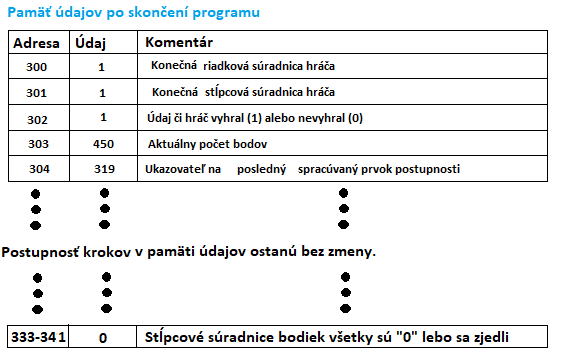 Pamäť údajov po skončení programu
Adresa Údaj Komentár
300 1 Konečná riadková súradnica hráča
301 1 Konečná stĺpcová súradnica hráča
302 1 Údaj či hráč vyhral (1) alebo nevyhral (0)
303 450 Aktuálny počet bodov
304 319 Ukazovateľ na posledný spracúvaný prvok postupnosti
Postupnosť krokov v pamäti údajov ostanú bez zmeny.
333-341 0 Stĺpcové súradnice bodiek všetky sú "0" lebo sa zjedli